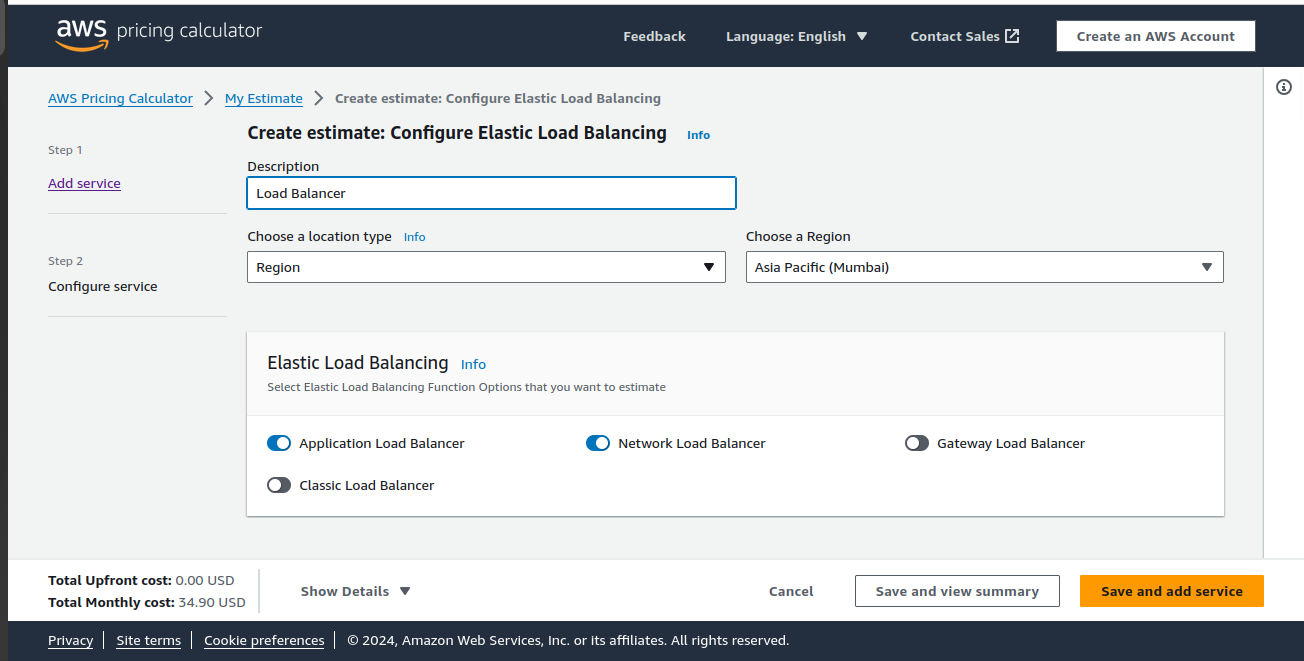 aws pricing calculator
Feedback
Language: English
Contact Sales
Create an AWS Account
AWS Pricing Calculator
My Estimate
Create estimate: Configure Elastic Load Balancing
Step 1
Add service
Step 2
Configure service
Create estimate: Configure Elastic Load Balancing Info
Description
Load Balancer
Choose a location type Info
Region
Choose a Region
Asia Pacific (Mumbai)
Elastic Load Balancing Info
Select Elastic Load Balancing Function Options that you want to estimate
Application Load Balancer
Network Load Balancer
Gateway Load Balancer
Classic Load Balancer
Total Upfront cost: 0.00 USD
Total Monthly cost: 34.90 USD
Show Details
Cancel
Save and view summary
Save and add service
Privacy
Site terms
Cookie preferences
© 2024, Amazon Web Services, Inc. or its affiliates. All rights reserved.